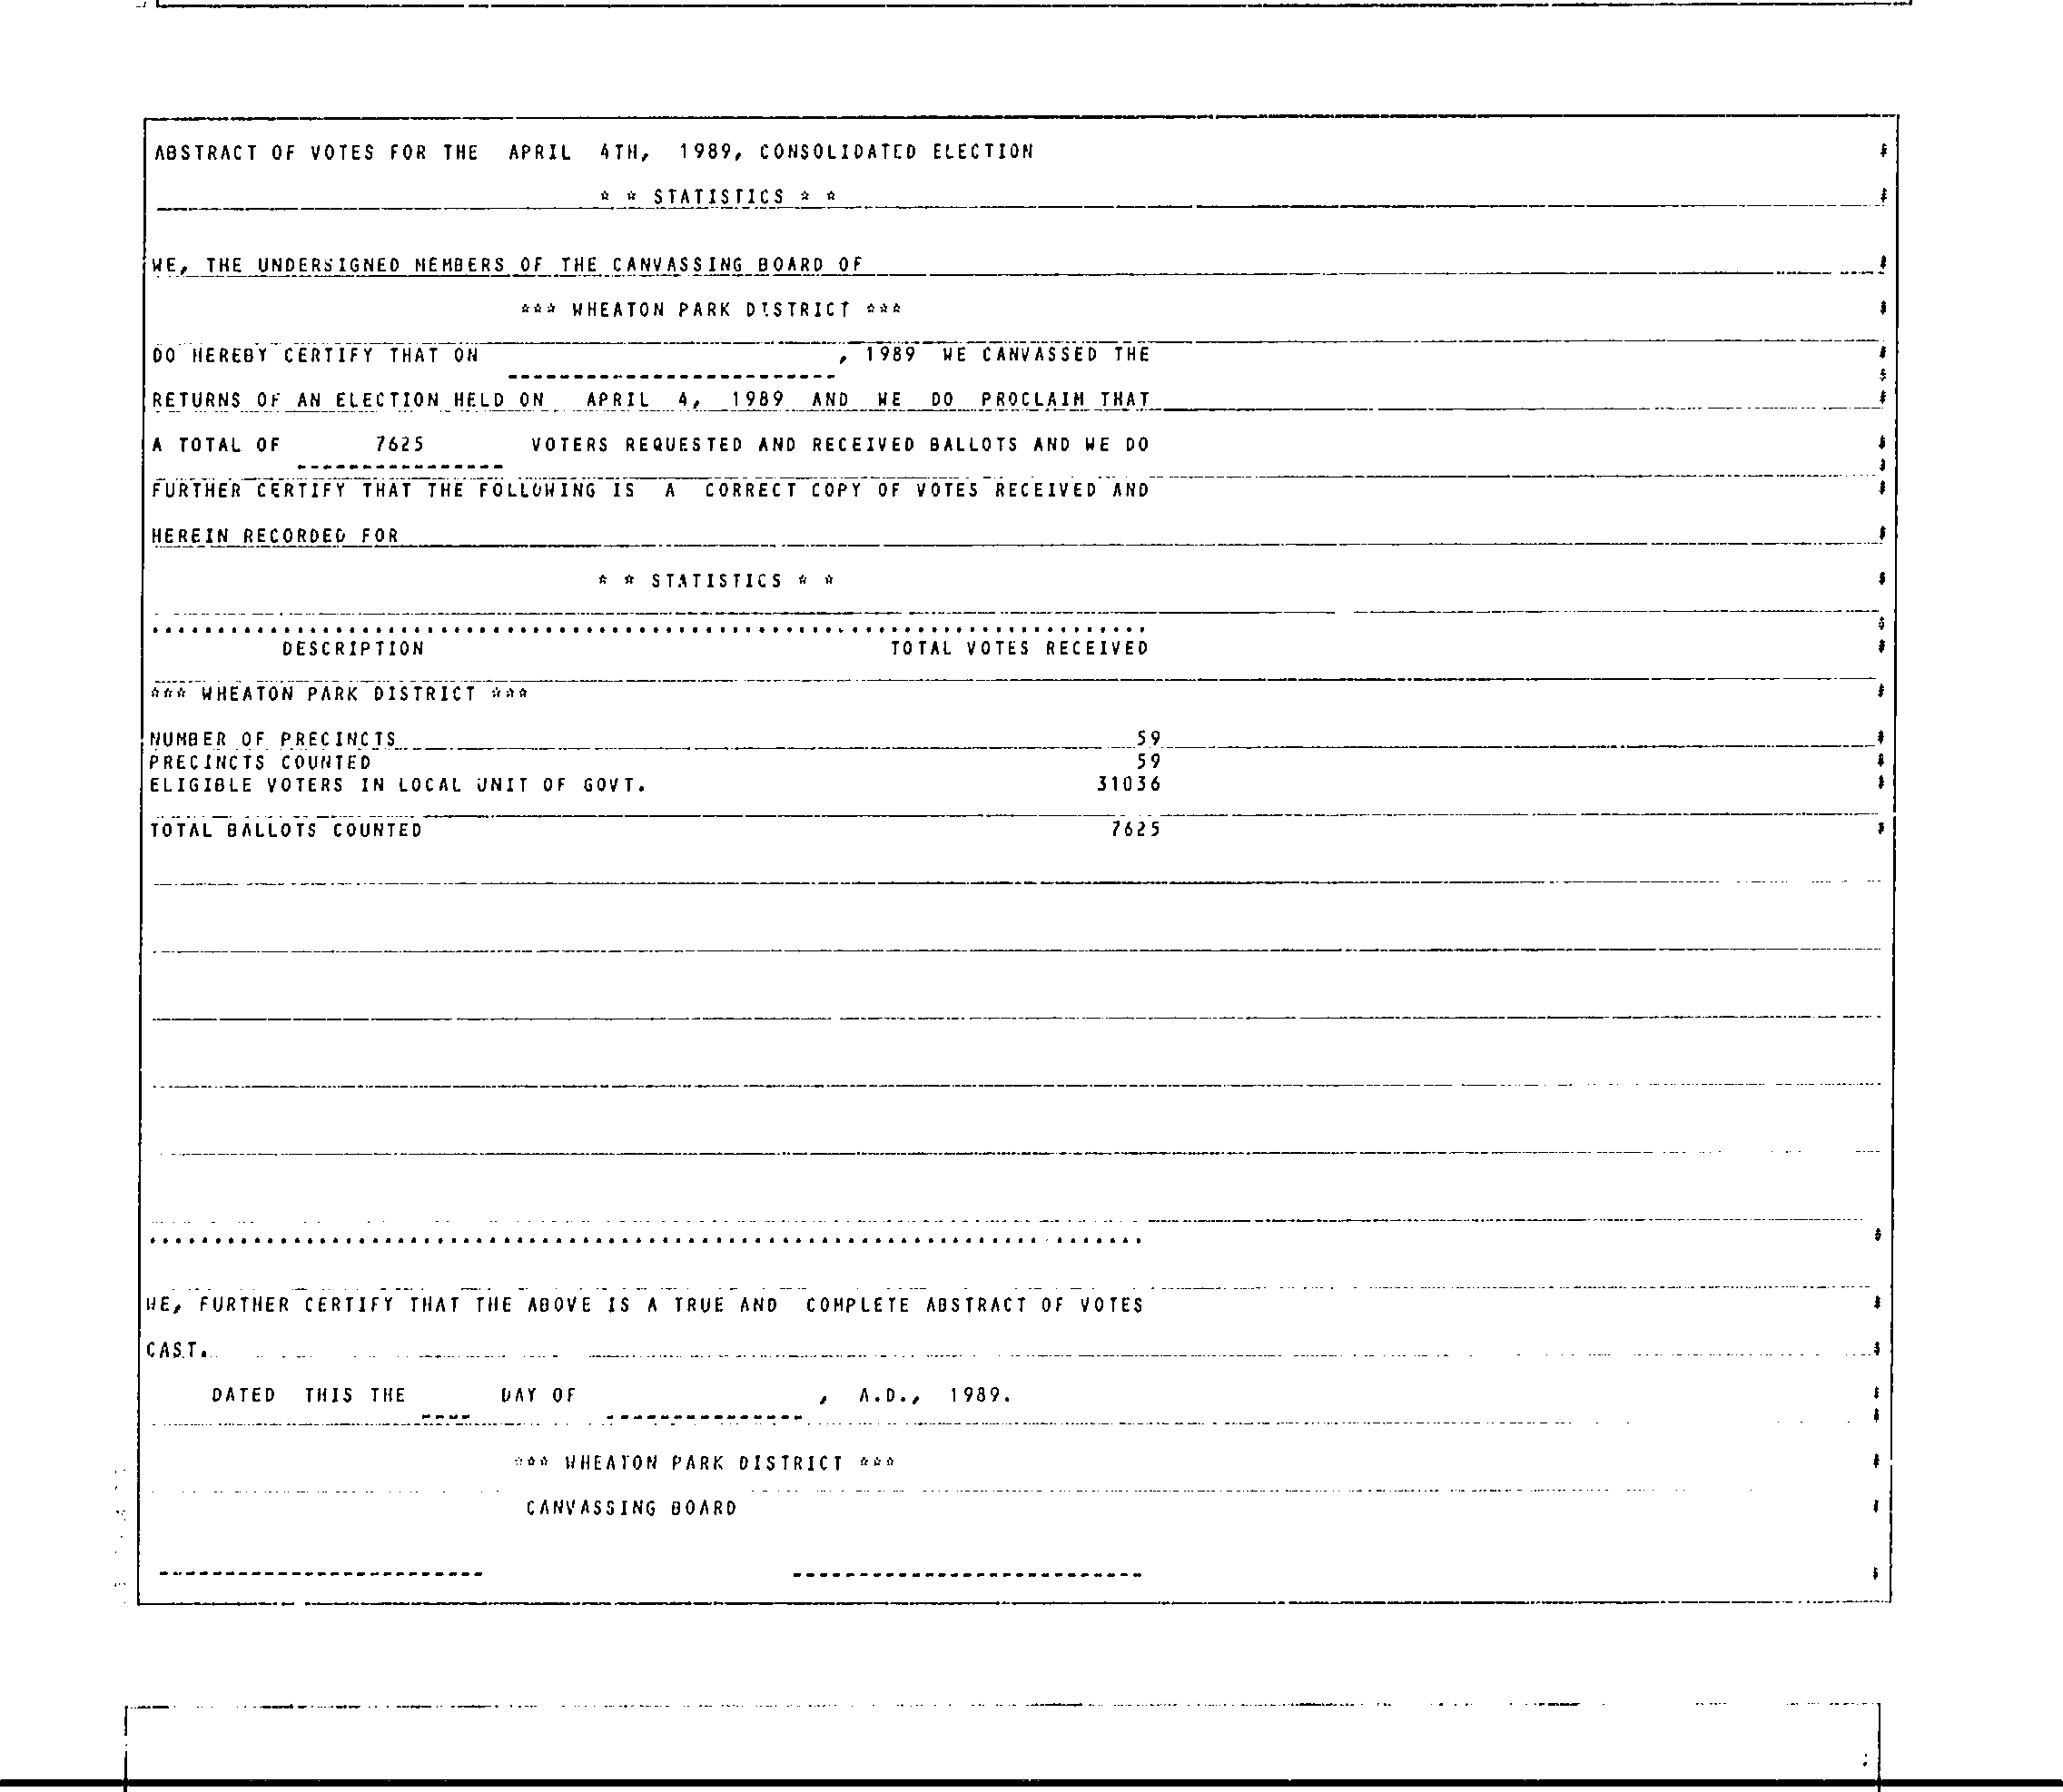 ABSTRACT OF VOTES FOR THE APRIL 4TH, 1989, CONSOLIDATED ELECTION
* * STATISTICS * *
WE, THE UNDERSIGNED MEMBERS OF THE CANVASSING BOARD OF
*** WHEATON PARK DISTRICT ***
DO HEREBY CERTIFY THAT ON ________________________, 1989 WE CANVASSED THE
RETURNS OF AN ELECTION HELD ON APRIL 4, 1989 AND WE DO PROCLAIM THAT
A TOTAL OF 7625 VOTERS REQUESTED AND RECEIVED BALLOTS AND WE DO
FURTHER CERTIFY THAT THE FOLLOWING IS A CORRECT COPY OF VOTES RECEIVED AND
HEREIN RECORDED FOR
* * STATISTICS * *
DESCRIPTION TOTAL VOTES RECEIVED
*** WHEATON PARK DISTRICT ***
NUMBER OF PRECINCTS 59
PRECINCTS COUNTED 59
ELIGIBLE VOTERS IN LOCAL UNIT OF GOVT. 31036
TOTAL BALLOTS COUNTED 7625
WE, FURTHER CERTIFY THAT THE ABOVE IS A TRUE AND COMPLETE ABSTRACT OF VOTES
CAST.
DATED THIS THE ____ DAY OF _______________, A.D., 1989.
*** WHEATON PARK DISTRICT ***
CANVASSING BOARD